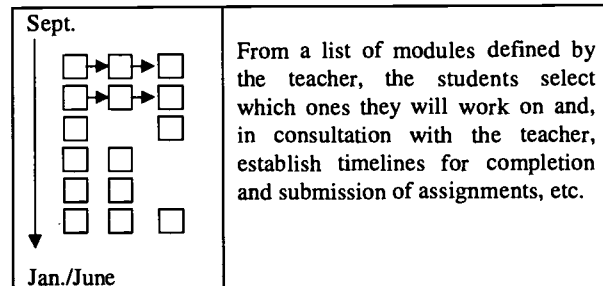 Sept.
Jan./June
From a list of modules defined by
the teacher, the students select
which ones they will work on and,
in consultation with the teacher,
establish timelines for completion
and submission of assignments, etc.